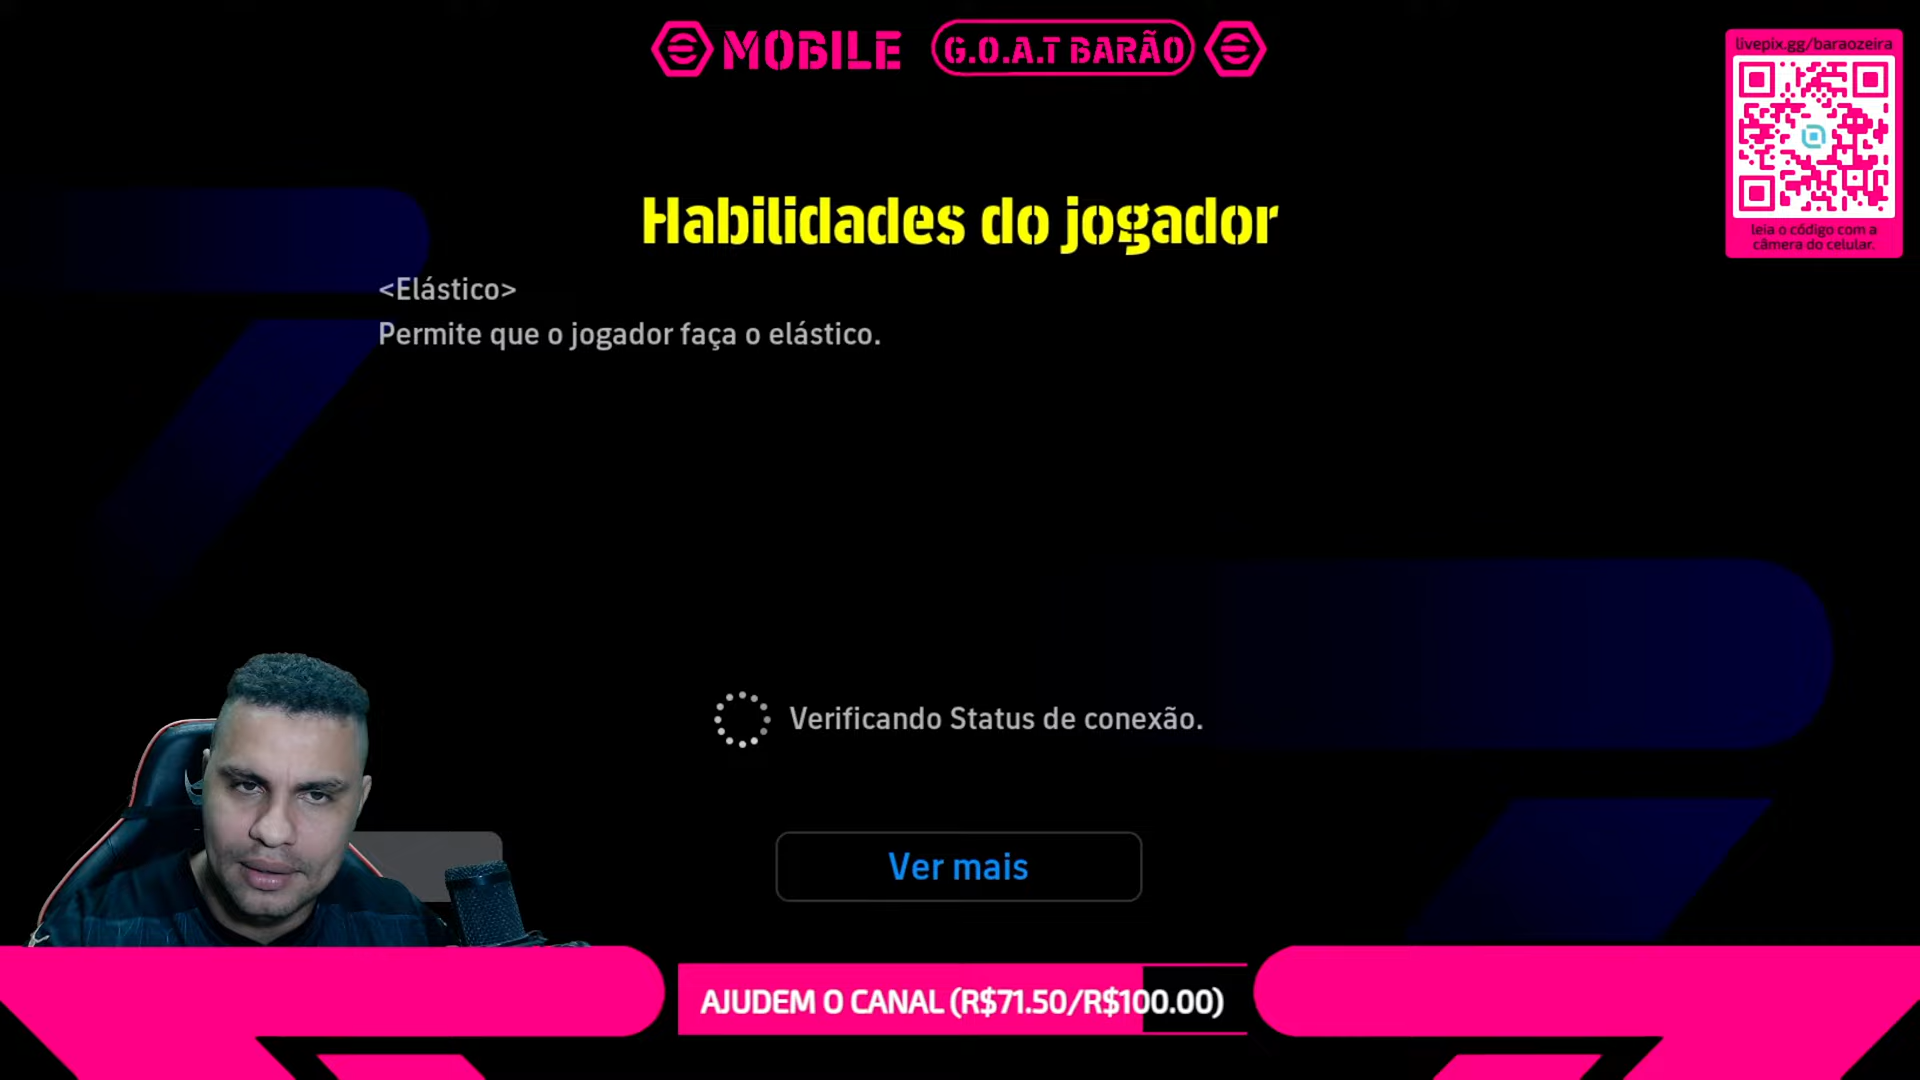 MOBILE G.O.A.T BARÃO
livepix.gg/baraozeira
leia o código com a
câmera do celular.
Habilidades do jogador
<Elástico>
Permite que o jogador faça o elástico.
Verificando Status de conexão.
Ver mais
AJUDEM O CANAL (R$71.50/R$100.00)